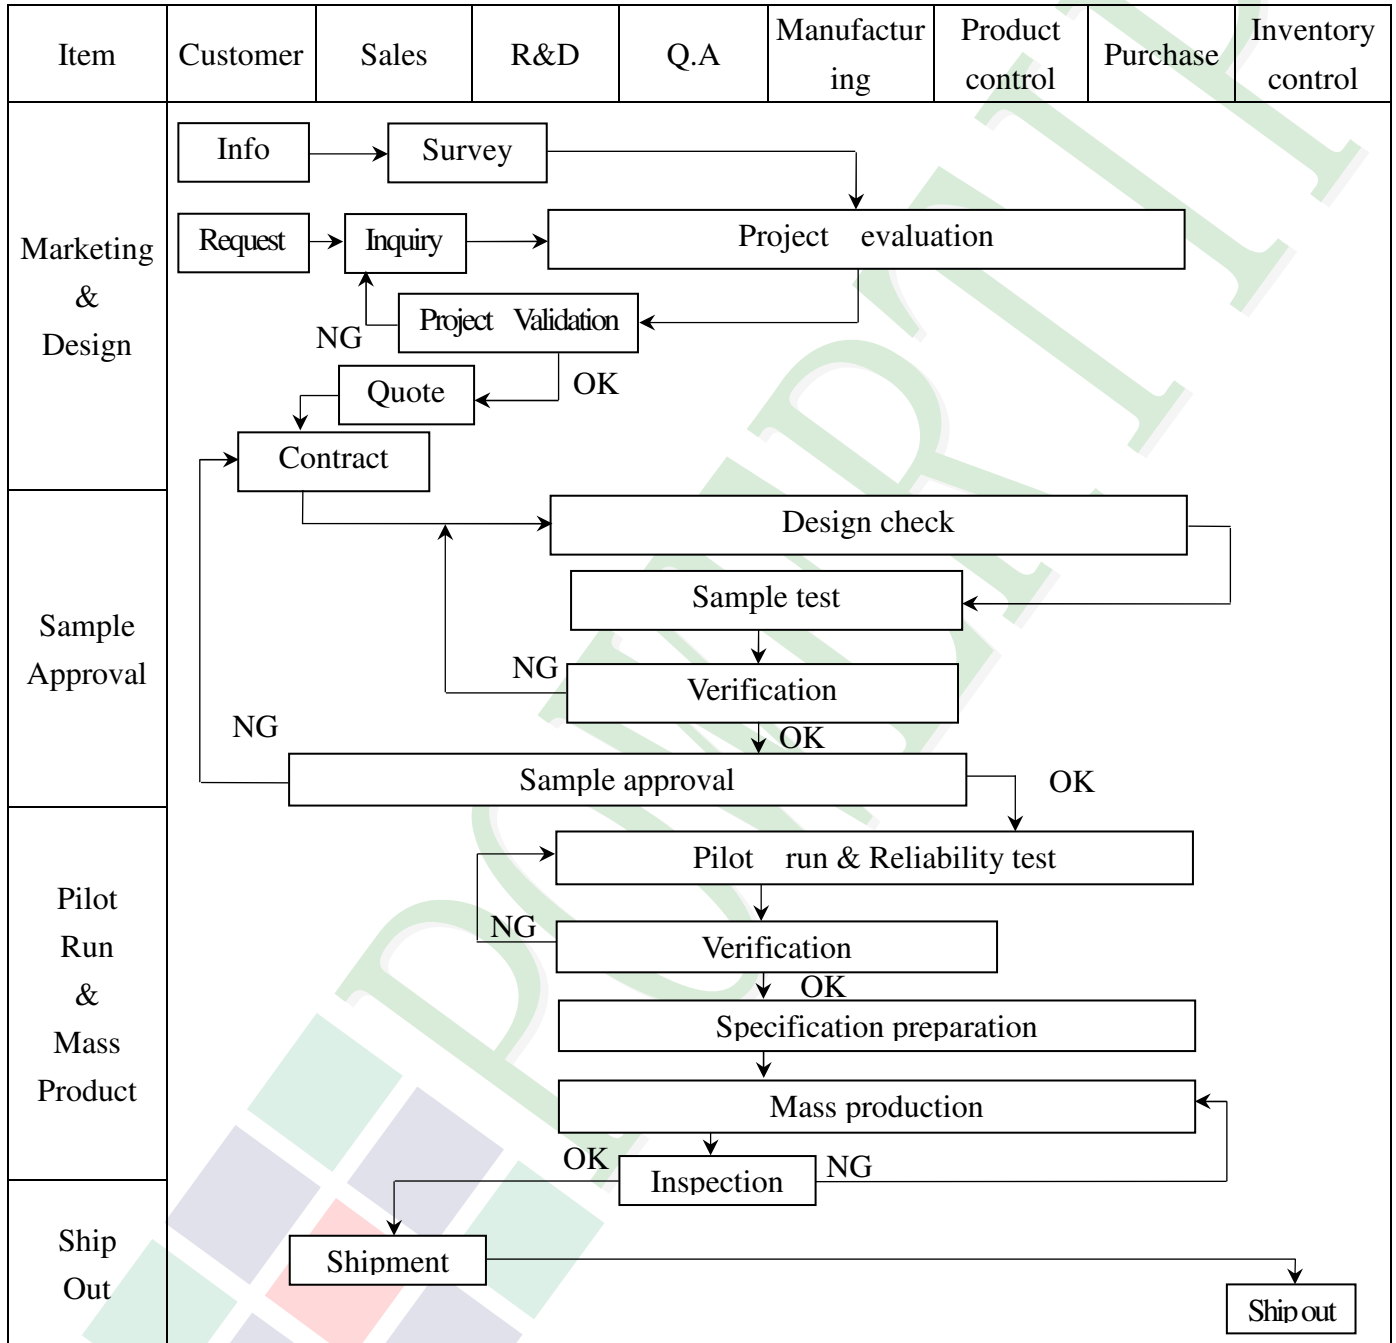 Item Customer Sales R&D Q.A Manufactur
ing Product
control Purchase Inventory
control
Marketing
&
Design
Info Survey
Request Inquiry Project evaluation
NG Project Validation
Quote OK
Contract
Sample
Approval
Design check
Sample test
NG Verification
NG OK
Sample approval OK
Pilot
Run
&
Mass
Product
Pilot run & Reliability test
NG Verification
OK
Specification preparation
Mass production
OK Inspection NG
Ship
Out
Shipment
Ship out
POWERTIP